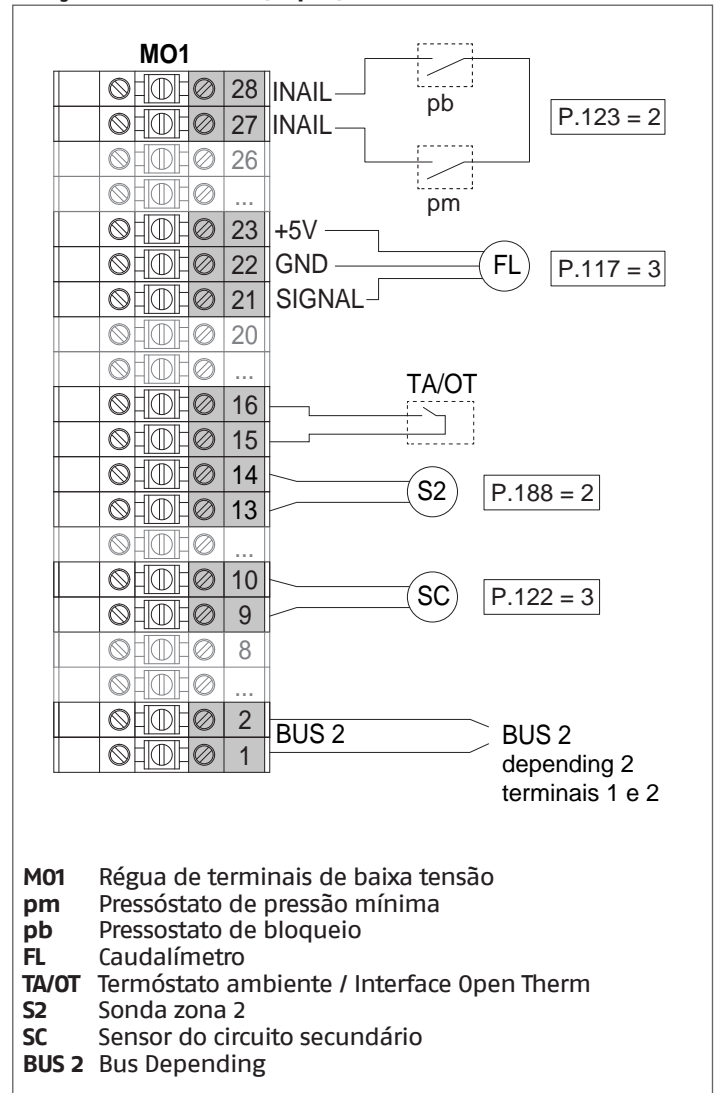 MO1
28 INAIL
27 INAIL
pb
P.123 = 2
26
...
pm
23 +5V
22 GND
FL
P.117 = 3
21 SIGNAL
20
...
TA/OT
16
15
14
S2
P.188 = 2
13
...
10
SC
P.122 = 3
9
8
...
2
BUS 2
1
BUS 2
depending 2
terminais 1 e 2
M01 Régua de terminais de baixa tensão
pm Pressóstato de pressão mínima
pb Pressostato de bloqueio
FL Caudalímetro
TA/OT Termóstato ambiente / Interface Open Therm
S2 Sonda zona 2
SC Sensor do circuito secundário
BUS 2 Bus Depending